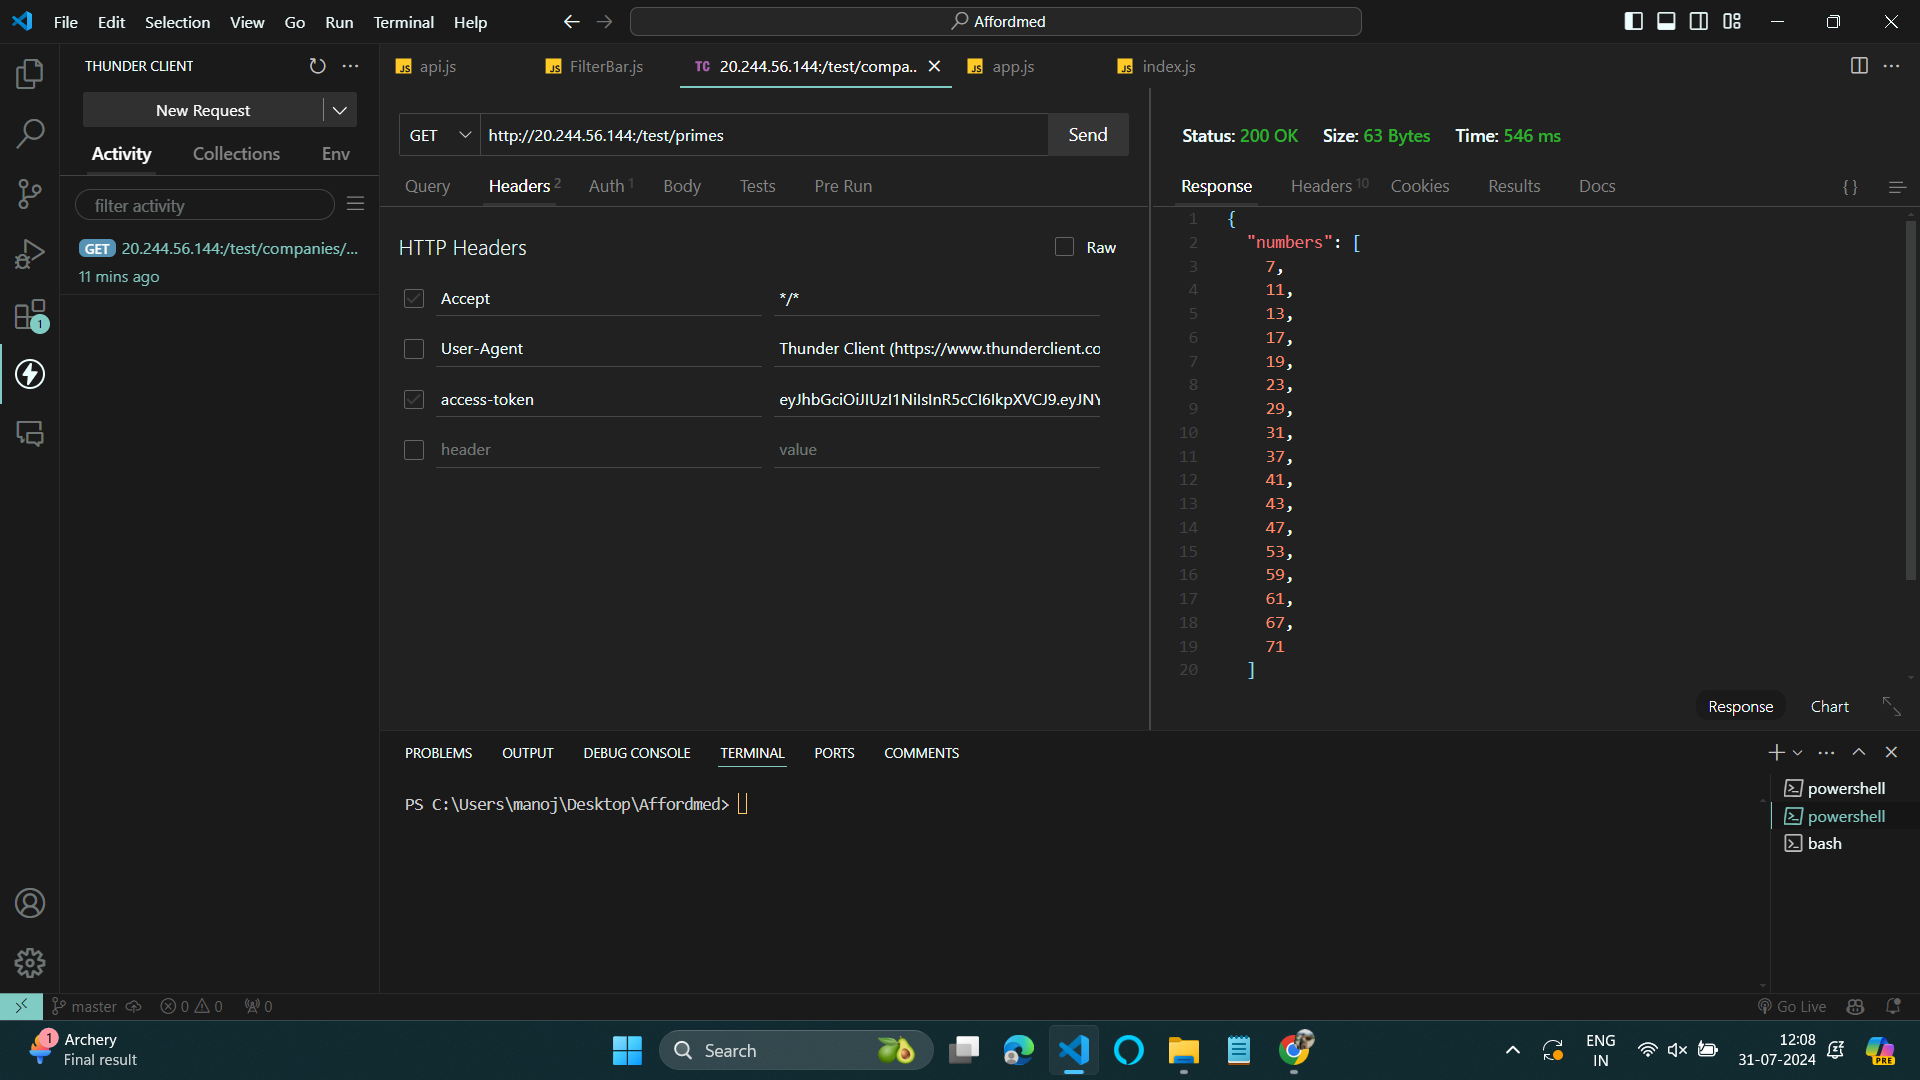 File Edit Selection View Go Run Terminal Help
Affordmed
THUNDER CLIENT
New Request
Activity Collections Env
filter activity
GET 20.244.56.144:/test/companies/...
11 mins ago
1
JS api.js
JS FilterBar.js
TC 20.244.56.144:/test/compa..
JS app.js
JS index.js
GET http://20.244.56.144:/test/primes Send
Query Headers 2 Auth 1 Body Tests Pre Run
HTTP Headers Raw
Accept */*
User-Agent Thunder Client (https://www.thunderclient.co
access-token eyJhbGciOiJIUzI1NiIsInR5cCI6IkpXVCJ9.eyJNY
header value
Status: 200 OK Size: 63 Bytes Time: 546 ms
Response Headers 10 Cookies Results Docs { }
1 {
2 "numbers": [
3 7,
4 11,
5 13,
6 17,
7 19,
8 23,
9 29,
10 31,
11 37,
12 41,
13 43,
14 47,
15 53,
16 59,
17 61,
18 67,
19 71
20 ]
Response Chart
PROBLEMS OUTPUT DEBUG CONSOLE TERMINAL PORTS COMMENTS
PS C:\Users\manoj\Desktop\Affordmed>
powershell
powershell
bash
master 0 0 0
Go Live
1 Archery
Final result
Search
ENG
IN
12:08
31-07-2024
PRE